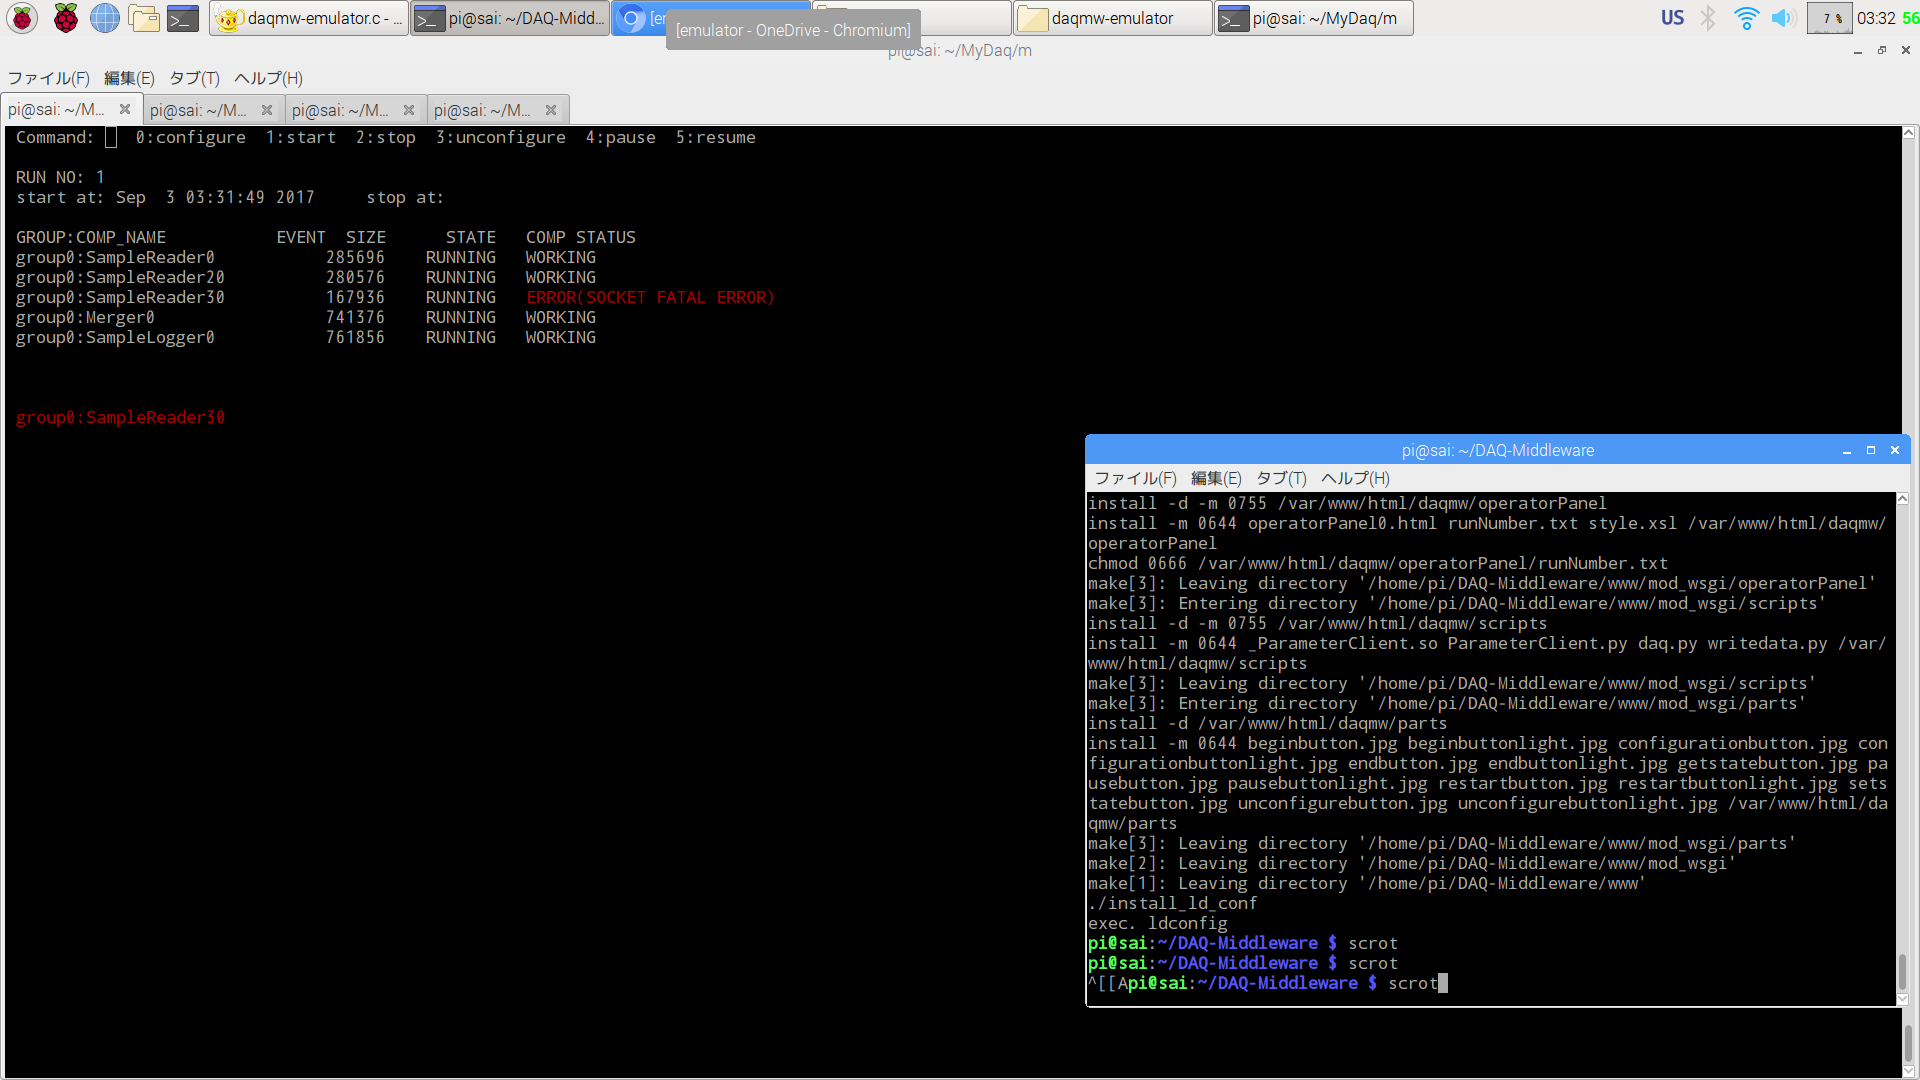 daqmw-emulator.c - ...
pi@sai: ~/DAQ-Midd...
[en
daqmw-emulator
pi@sai: ~/MyDaq/m
US
7 %
03:32
56
[emulator - OneDrive - Chromium]
pi@sai: ~/MyDaq/m
ファイル(F) 編集(E) タブ(T) ヘルプ(H)
pi@sai: ~/M... pi@sai: ~/M... pi@sai: ~/M... pi@sai: ~/M...
Command: 0:configure 1:start 2:stop 3:unconfigure 4:pause 5:resume
RUN NO: 1
start at: Sep 3 03:31:49 2017 stop at:
GROUP:COMP_NAME EVENT SIZE STATE COMP STATUS
group0:SampleReader0 285696 RUNNING WORKING
group0:SampleReader20 280576 RUNNING WORKING
group0:SampleReader30 167936 RUNNING ERROR(SOCKET FATAL ERROR)
group0:Merger0 741376 RUNNING WORKING
group0:SampleLogger0 761856 RUNNING WORKING
group0:SampleReader30
pi@sai: ~/DAQ-Middleware
ファイル(F) 編集(E) タブ(T) ヘルプ(H)
install -d -m 0755 /var/www/html/daqmw/operatorPanel
install -m 0644 operatorPanel0.html runNumber.txt style.xsl /var/www/html/daqmw/
operatorPanel
chmod 0666 /var/www/html/daqmw/operatorPanel/runNumber.txt
make[3]: Leaving directory '/home/pi/DAQ-Middleware/www/mod_wsgi/operatorPanel'
make[3]: Entering directory '/home/pi/DAQ-Middleware/www/mod_wsgi/scripts'
install -d -m 0755 /var/www/html/daqmw/scripts
install -m 0644 _ParameterClient.so ParameterClient.py daq.py writedata.py /var/
www/html/daqmw/scripts
make[3]: Leaving directory '/home/pi/DAQ-Middleware/www/mod_wsgi/scripts'
make[3]: Entering directory '/home/pi/DAQ-Middleware/www/mod_wsgi/parts'
install -d /var/www/html/daqmw/parts
install -m 0644 beginbutton.jpg beginbuttonlight.jpg configurationbutton.jpg con
figurationbuttonlight.jpg endbutton.jpg endbuttonlight.jpg getstatebutton.jpg pa
usebutton.jpg pausebuttonlight.jpg restartbutton.jpg restartbuttonlight.jpg sets
tatebutton.jpg unconfigurebutton.jpg unconfigurebuttonlight.jpg /var/www/html/da
qmw/parts
make[3]: Leaving directory '/home/pi/DAQ-Middleware/www/mod_wsgi/parts'
make[2]: Leaving directory '/home/pi/DAQ-Middleware/www/mod_wsgi'
make[1]: Leaving directory '/home/pi/DAQ-Middleware/www'
./install_ld_conf
exec. ldconfig
pi@sai:~/DAQ-Middleware $ scrot
pi@sai:~/DAQ-Middleware $ scrot
^[[Api@sai:~/DAQ-Middleware $ scrot